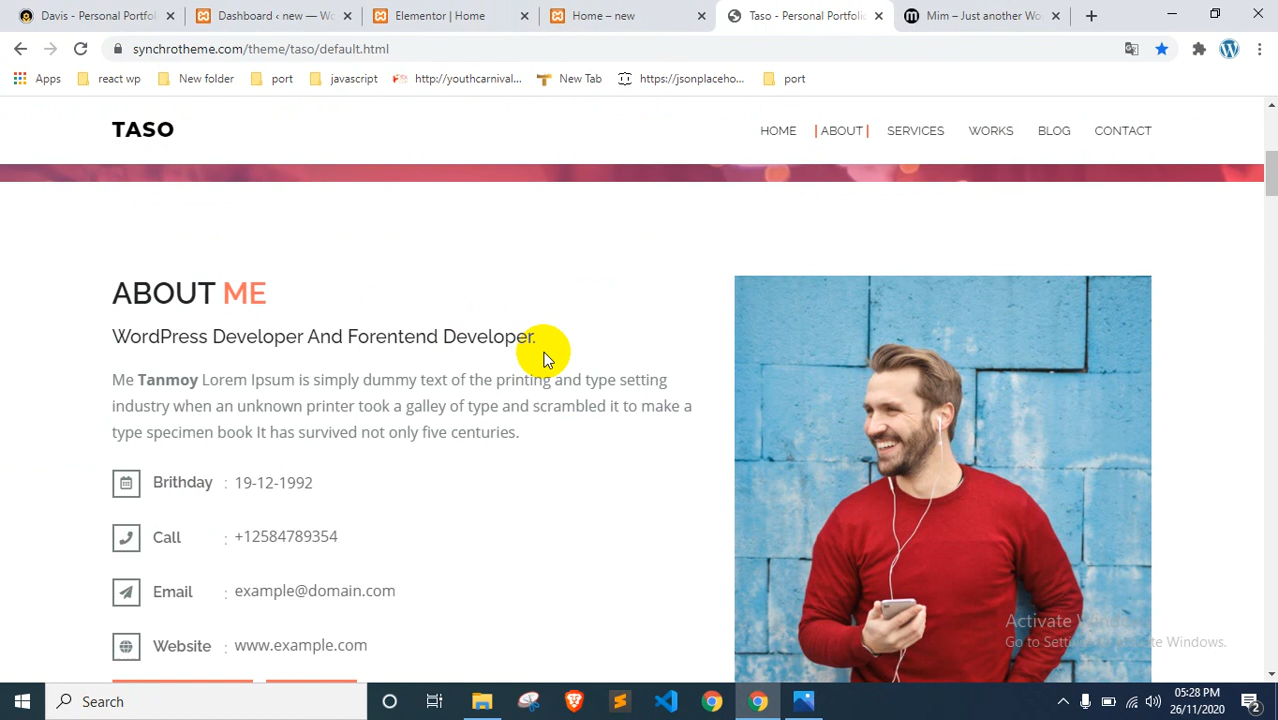 Davis - Wo
Dashboard ‹ new — W
Elementor | Home
Home – new
Taso - Personal Portfoli
Mim – Just another Wo
synchrotheme.com/theme/taso/default.html
Apps
react wp
New folder
port
javascript
http://youthcarnival...
New Tab
https://jsonplaceho...
port
TASO
HOME
| ABOUT |
SERVICES
WORKS
BLOG
CONTACT
ABOUT ME
WordPress Developer And Forentend Developer.
Me Tanmoy Lorem Ipsum is simply dummy text of the printing and type setting
industry when an unknown printer took a galley of type and scrambled it to make a
type specimen book It has survived not only five centuries.
Brithday : 19-12-1992
Call : +12584789354
Email : example@domain.com
Website : www.example.com
Activate Windows
Go to Settings to activate Windows.
Search
05:28 PM
26/11/2020
2